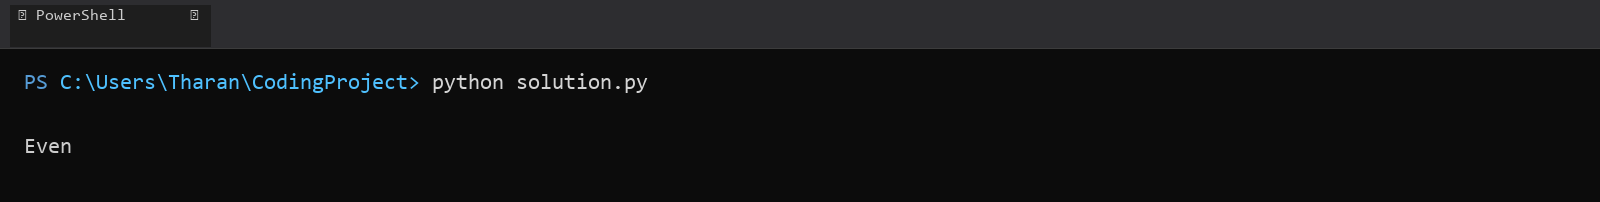 PowerShell
PS C:\Users\Tharan\CodingProject> python solution.py
Even